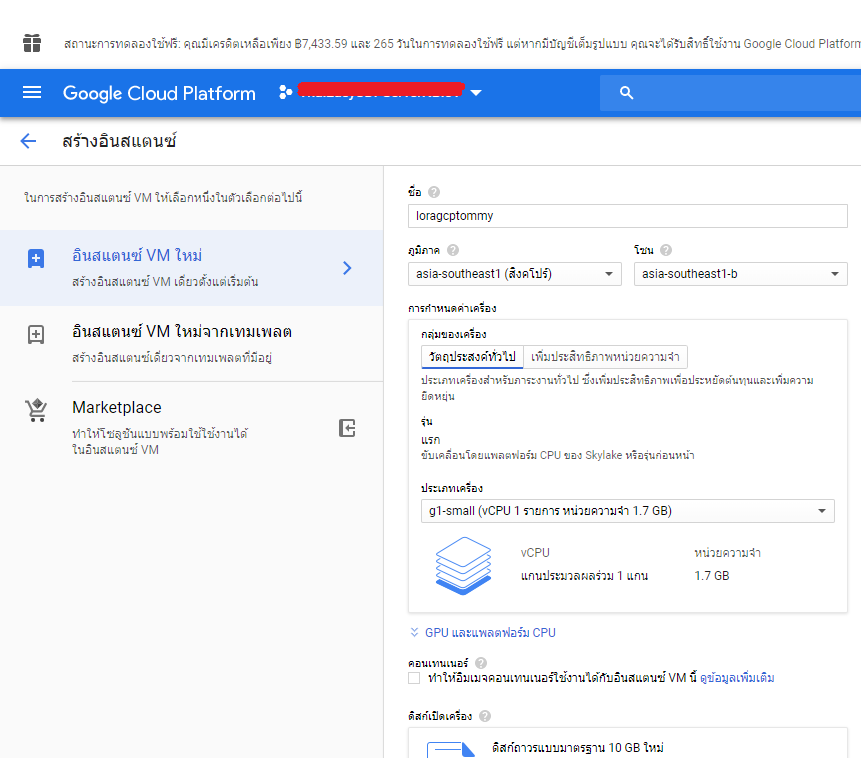 สถานะการทดลองใช้ฟรี: คุณมีเครดิตเหลือเพียง ฿7,433.59 และ 265 วันในการทดลองใช้ฟรี แต่หากมีบัญชีเต็มรูปแบบ คุณจะได้รับสิทธิ์ใช้งาน Google Cloud Platform
Google Cloud Platform
สร้างอินสแตนซ์
ในการสร้างอินสแตนซ์ VM ให้เลือกหนึ่งในตัวเลือกต่อไปนี้
อินสแตนซ์ VM ใหม่
สร้างอินสแตนซ์ VM เดี่ยวตั้งแต่เริ่มต้น
อินสแตนซ์ VM ใหม่จากเทมเพลต
สร้างอินสแตนซ์เดี่ยวจากเทมเพลตที่มีอยู่
Marketplace
ทำให้โซลูชันแบบพร้อมใช้ใช้งานได้
ในอินสแตนซ์ VM
ชื่อ
loragcptommy
ภูมิภาค โซน
asia-southeast1 (สิงคโปร์) asia-southeast1-b
การกำหนดค่าเครื่อง
กลุ่มของเครื่อง
วัตถุประสงค์ทั่วไป เพิ่มประสิทธิภาพหน่วยความจำ
ประเภทเครื่องสำหรับภาระงานทั่วไป ซึ่งเพิ่มประสิทธิภาพเพื่อประหยัดต้นทุนและเพิ่มความ
ยืดหยุ่น
รุ่น
แรก
ขับเคลื่อนโดยแพลตฟอร์ม CPU ของ Skylake หรือรุ่นก่อนหน้า
ประเภทเครื่อง
g1-small (vCPU 1 รายการ หน่วยความจำ 1.7 GB)
vCPU หน่วยความจำ
แกนประมวลผลร่วม 1 แกน 1.7 GB
GPU และแพลตฟอร์ม CPU
คอนเทนเนอร์
ทำให้อิมเมจคอนเทนเนอร์ใช้งานได้กับอินสแตนซ์ VM นี้ ดูข้อมูลเพิ่มเติม
ดิสก์เปิดเครื่อง
ดิสก์ถาวรแบบมาตรฐาน 10 GB ใหม่